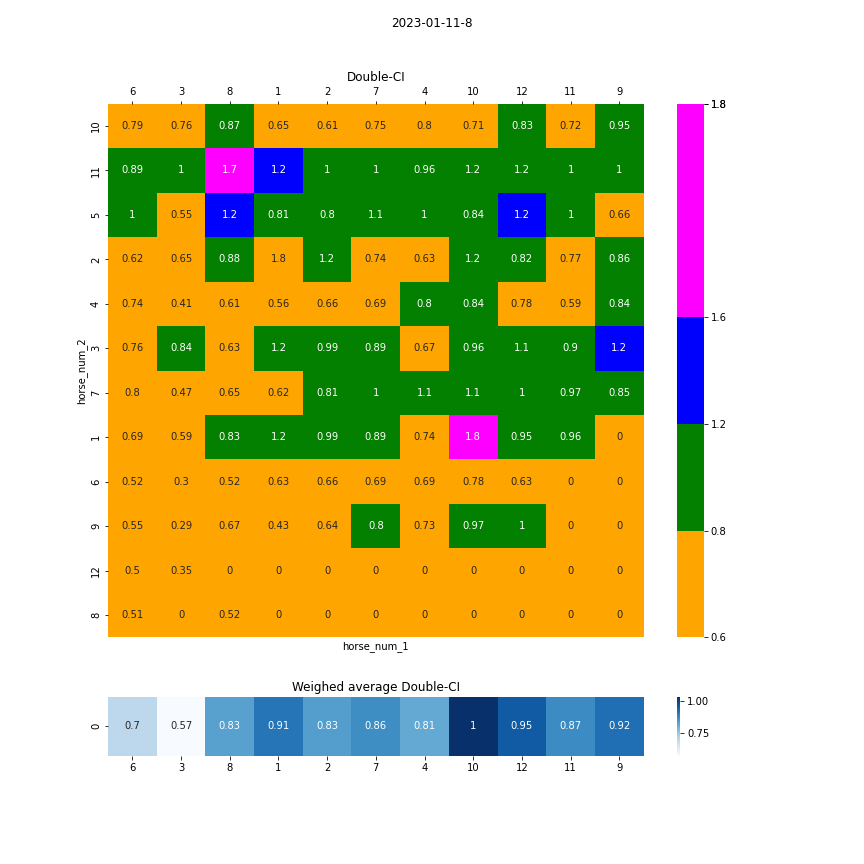 2023-01-11-8
Double-CI
6 3 8 1 2 7 4 10 12 11 9
10 0.79 0.76 0.87 0.65 0.61 0.75 0.8 0.71 0.83 0.72 0.95
11 0.89 1 1.7 1.2 1 1 0.96 1.2 1.2 1 1
5 1 0.55 1.2 0.81 0.8 1.1 1 0.84 1.2 1 0.66
2 0.62 0.65 0.88 1.8 1.2 0.74 0.63 1.2 0.82 0.77 0.86
4 0.74 0.41 0.61 0.56 0.66 0.69 0.8 0.84 0.78 0.59 0.84
3 0.76 0.84 0.63 1.2 0.99 0.89 0.67 0.96 1.1 0.9 1.2
7 0.8 0.47 0.65 0.62 0.81 1 1.1 1.1 1 0.97 0.85
1 0.69 0.59 0.83 1.2 0.99 0.89 0.74 1.8 0.95 0.96 0
6 0.52 0.3 0.52 0.63 0.66 0.69 0.69 0.78 0.63 0 0
9 0.55 0.29 0.67 0.43 0.64 0.8 0.73 0.97 1 0 0
12 0.5 0.35 0 0 0 0 0 0 0 0 0
8 0.51 0 0.52 0 0 0 0 0 0 0 0
horse_num_2
horse_num_1
1.8
1.6
1.2
0.8
0.6
Weighed average Double-CI
0 0.7 0.57 0.83 0.91 0.83 0.86 0.81 1 0.95 0.87 0.92
6 3 8 1 2 7 4 10 12 11 9
1.00
0.75